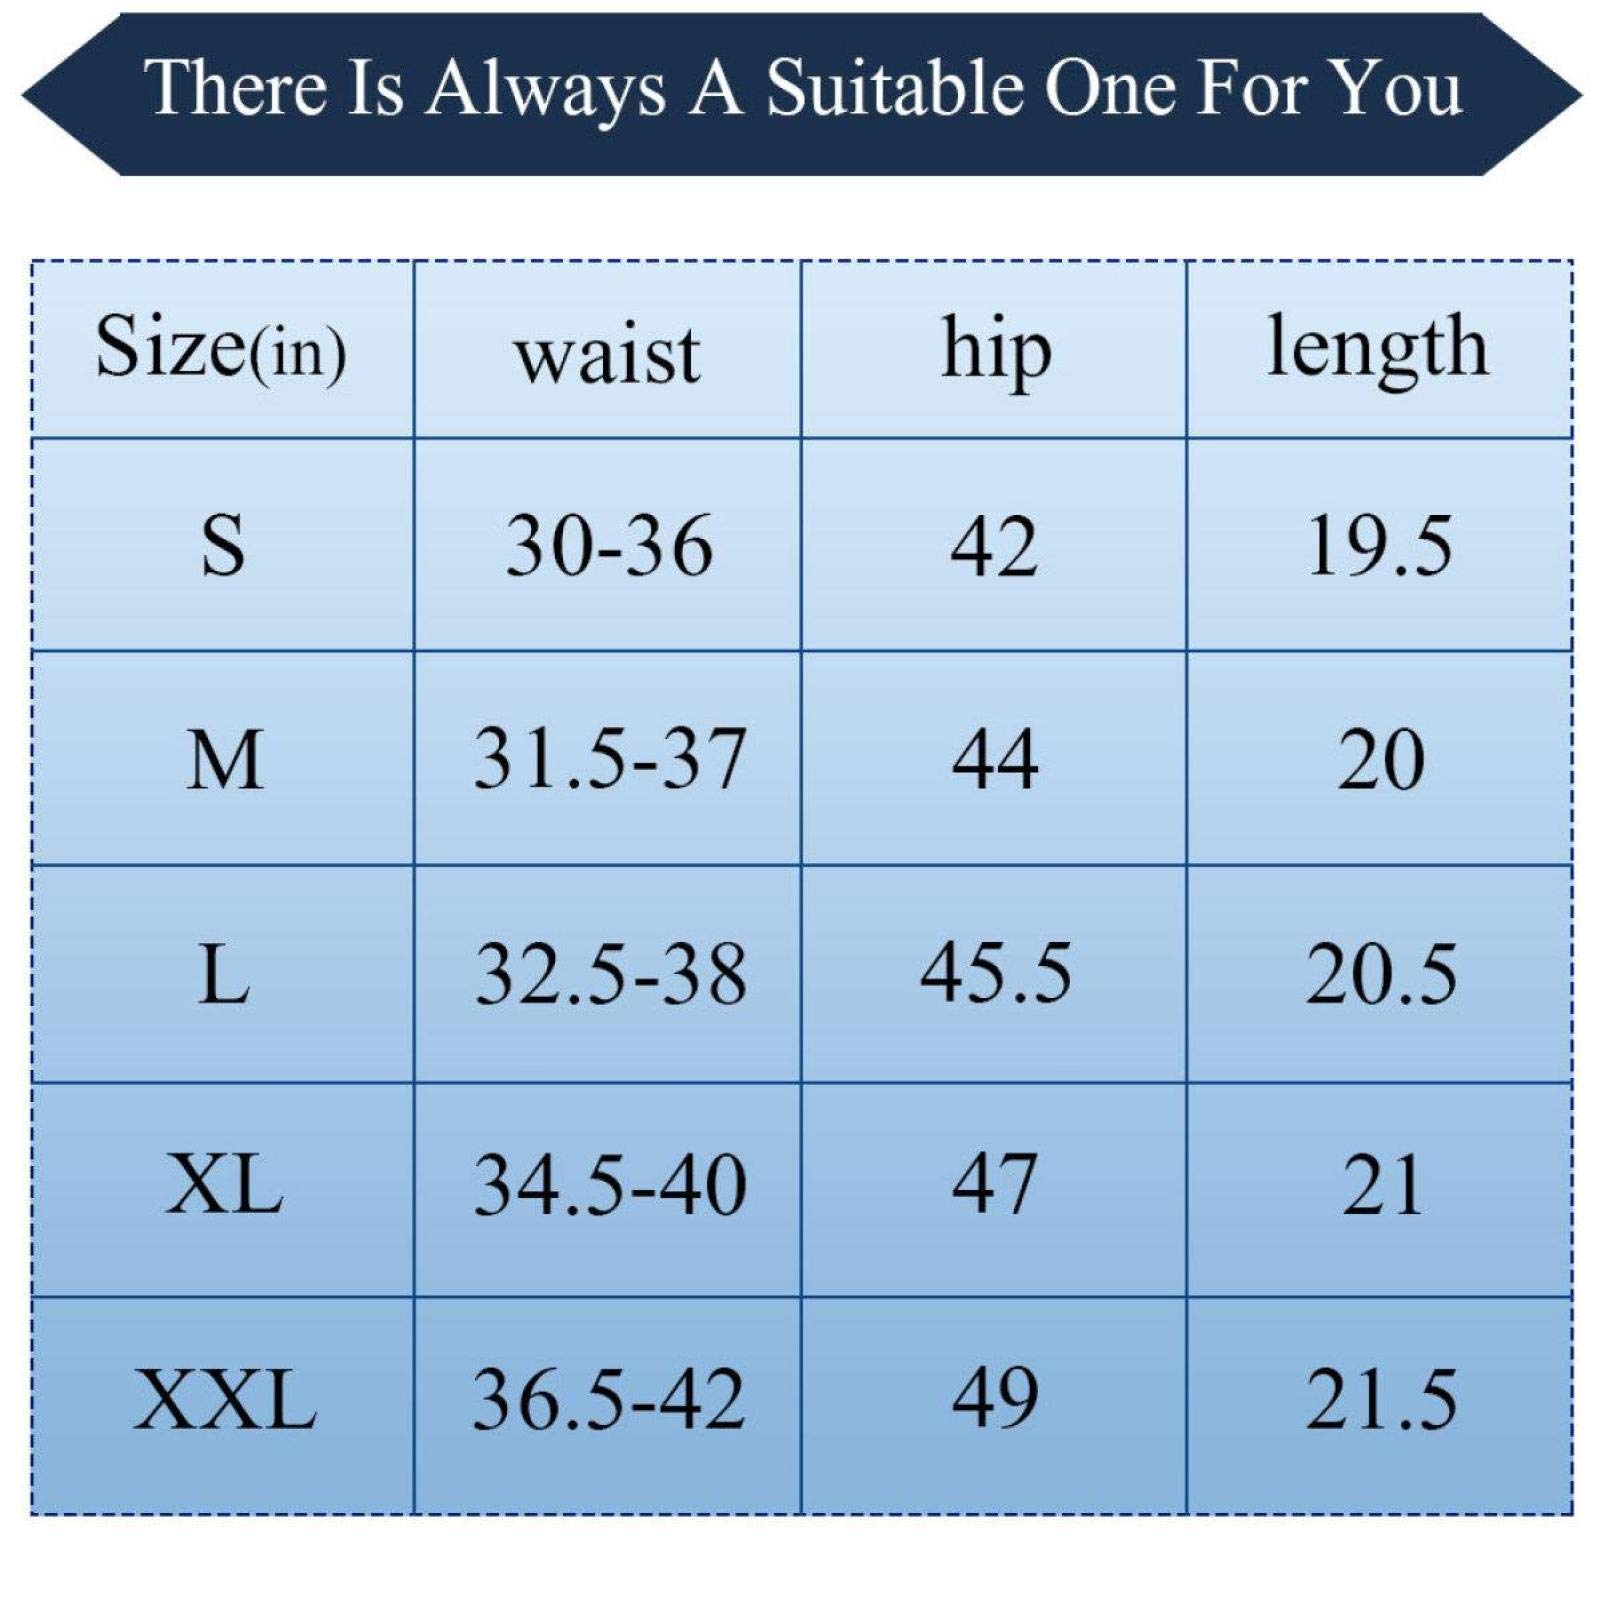 There Is Always A Suitable One For You
Size(in) waist hip length
S 30-36 42 19.5
M 31.5-37 44 20
L 32.5-38 45.5 20.5
XL 34.5-40 47 21
XXL 36.5-42 49 21.5